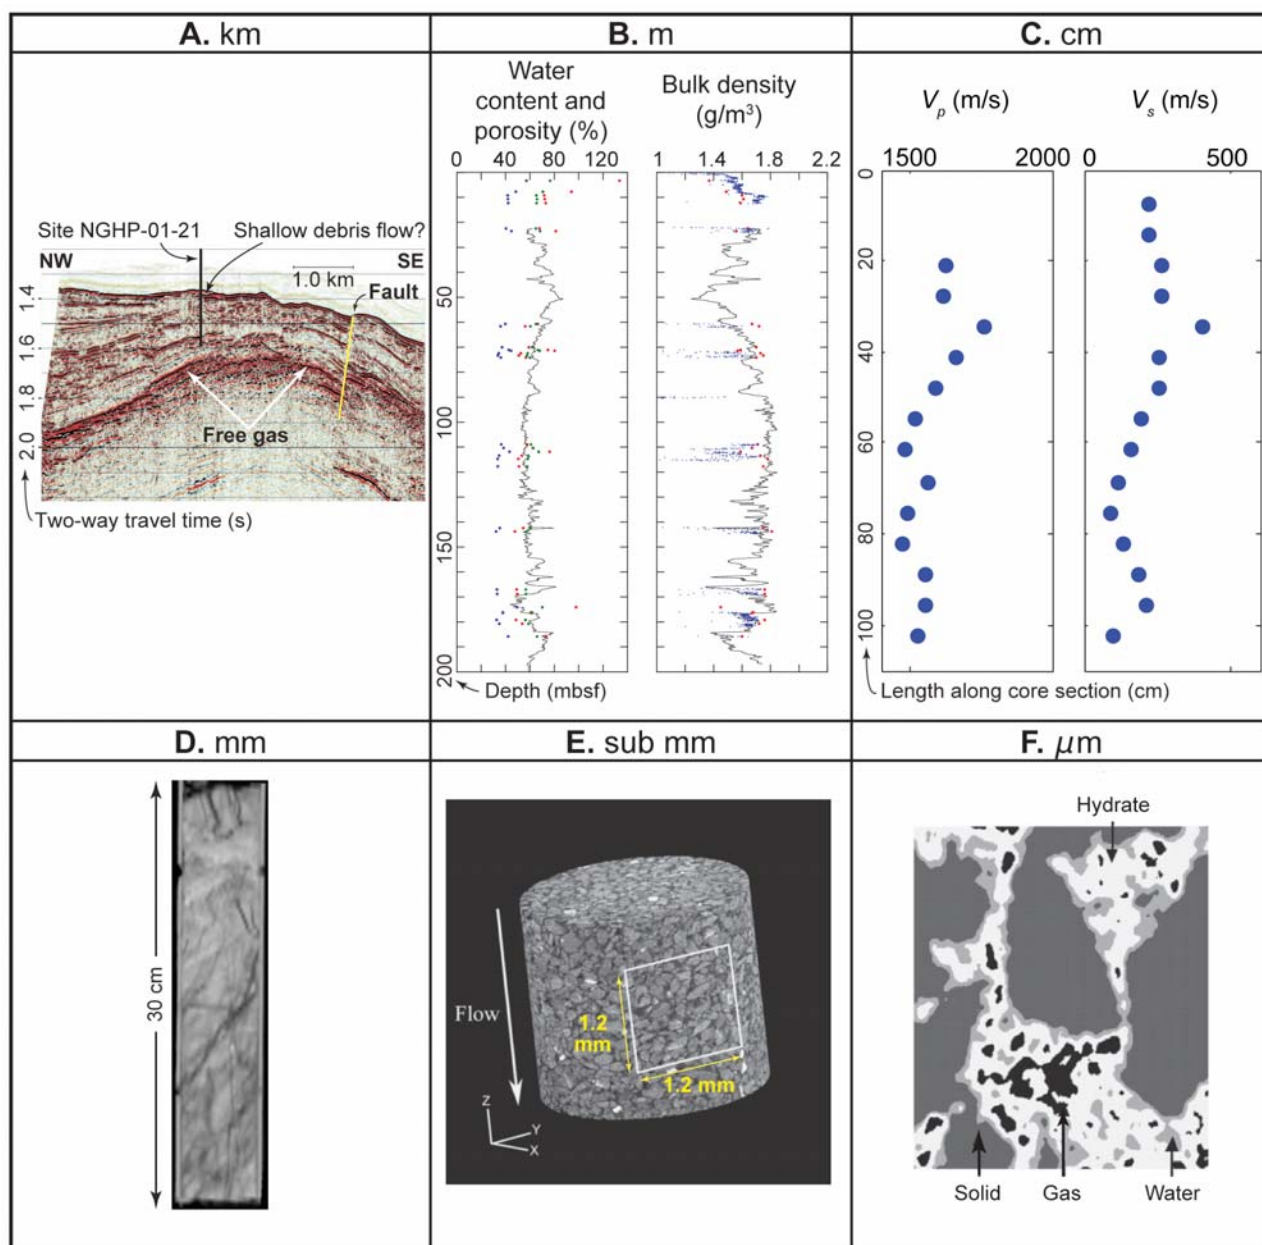 A. km
B. m
C. cm
Site NGHP-01-21
Shallow debris flow?
NW
SE
1.0 km
Fault
1.4
1.6
1.8
2.0
Free gas
Two-way travel time (s)
Water
content and
porosity (%)
0 40 80 120
Bulk density
(g/m³)
1 1.4 1.8 2.2
0
50
100
150
200
Depth (mbsf)
Vp (m/s)
1500 2000
Vs (m/s)
0 500
0
20
40
60
80
100
Length along core section (cm)
D. mm
E. sub mm
F. μm
30 cm
Flow
1.2
mm
1.2 mm
Z
Y
X
Hydrate
Solid
Gas
Water